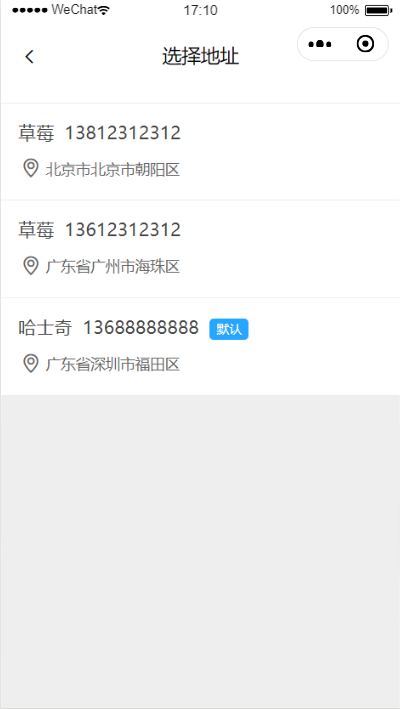 WeChat 17:10 100%
选择地址
草莓 13812312312
北京市北京市朝阳区
草莓 13612312312
广东省广州市海珠区
哈士奇 13688888888 默认
广东省深圳市福田区